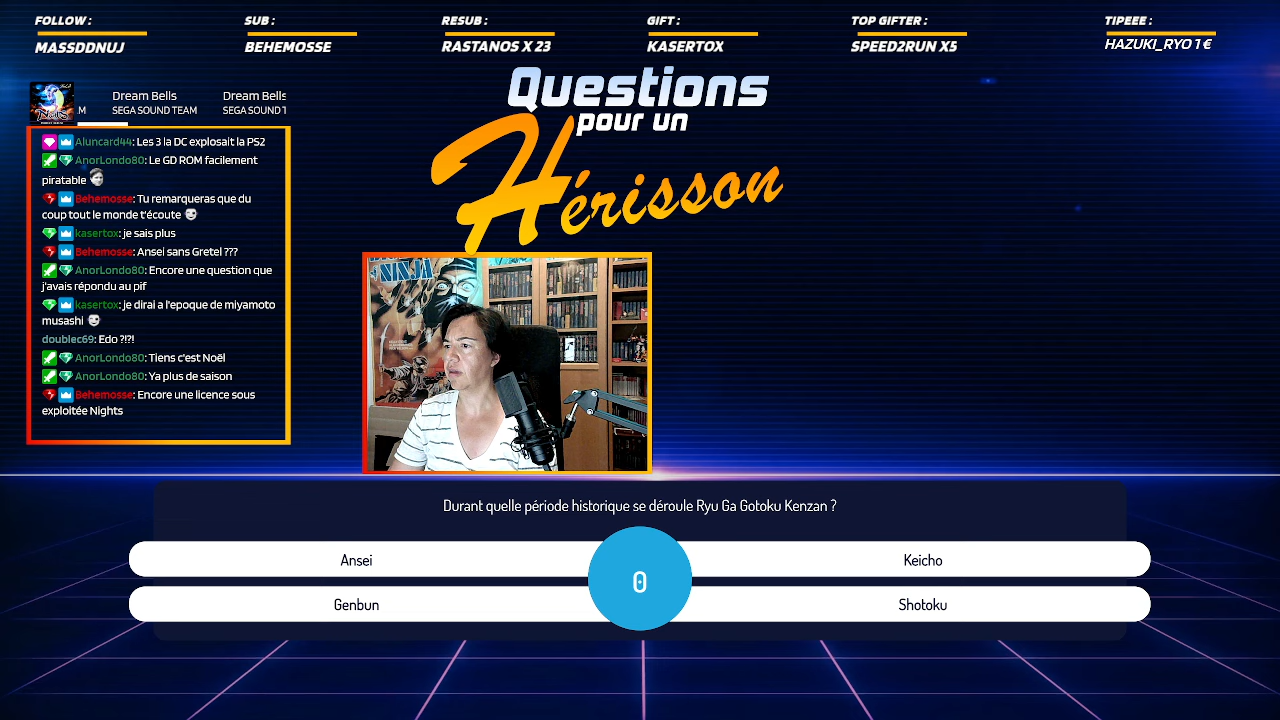 FOLLOW :
MASSDDNUJ
SUB :
BEHEMOSSE
RESUB :
RASTANOS X 23
GIFT :
KASERTOX
TOP GIFTER :
SPEED2RUN X5
TIPEEE :
HAZUKI_RYO 1 €
Questions
pour un
Hérisson
M
Dream Bells
SEGA SOUND TEAM
Dream Bells
SEGA SOUND T
Aluncard44: Les 3 la DC explosait la PS2
AnorLondo80: Le GD ROM facilement
piratable
Behemosse: Tu remarqueras que du
coup tout le monde t'écoute
kasertox: je sais plus
Behemosse: Ansei sans Gretel ???
AnorLondo80: Encore une question que
j'avais répondu au pif
kasertox: je dirai a l'epoque de miyamoto
musashi
doublec69: Edo ?!?!
AnorLondo80: Tiens c'est Noël
AnorLondo80: Ya plus de saison
Behemosse: Encore une licence sous
exploitée Nights
NINJA
Durant quelle période historique se déroule Ryu Ga Gotoku Kenzan ?
Ansei
Keicho
0
Genbun
Shotoku